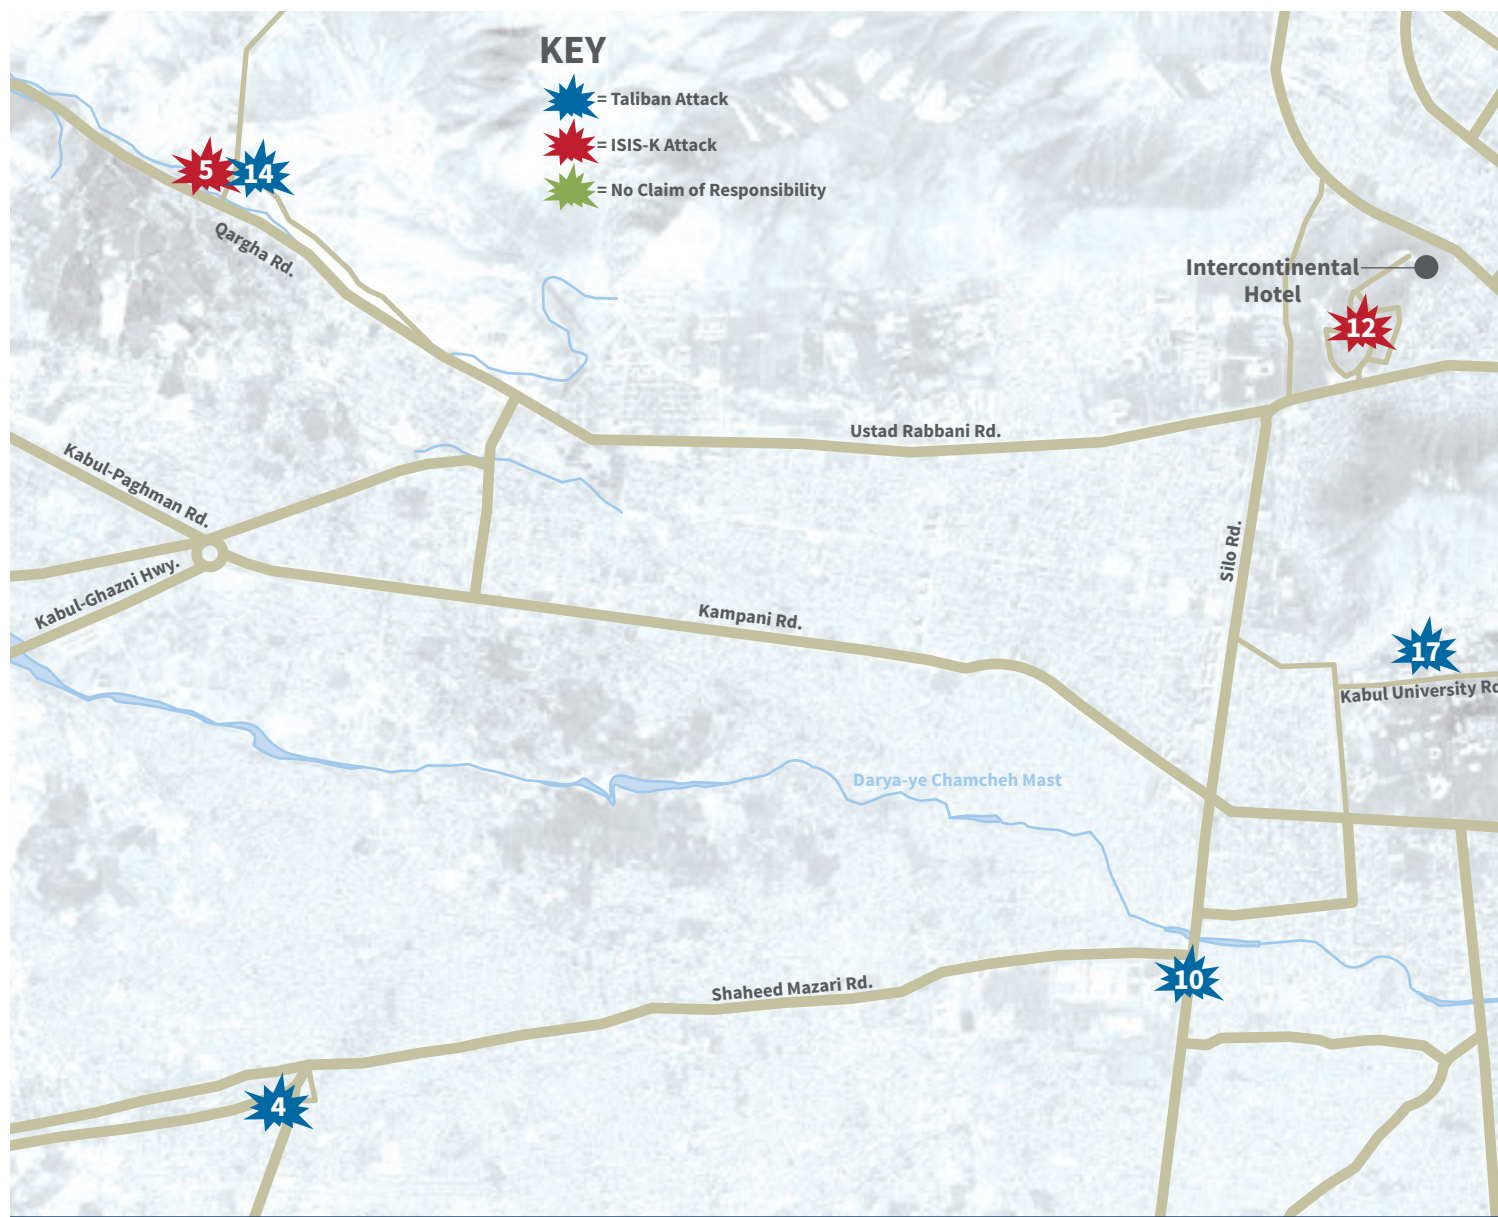 KEY
= Taliban Attack
= ISIS-K Attack
= No Claim of Responsibility
5
14
Qargha Rd.
Intercontinental
Hotel
12
Ustad Rabbani Rd.
Kabul-Paghman Rd.
Kabul-Ghazni Hwy.
Silo Rd.
Kampani Rd.
17
Kabul University Rd
Darya-ye Chamcheh Mast
10
Shaheed Mazari Rd.
4